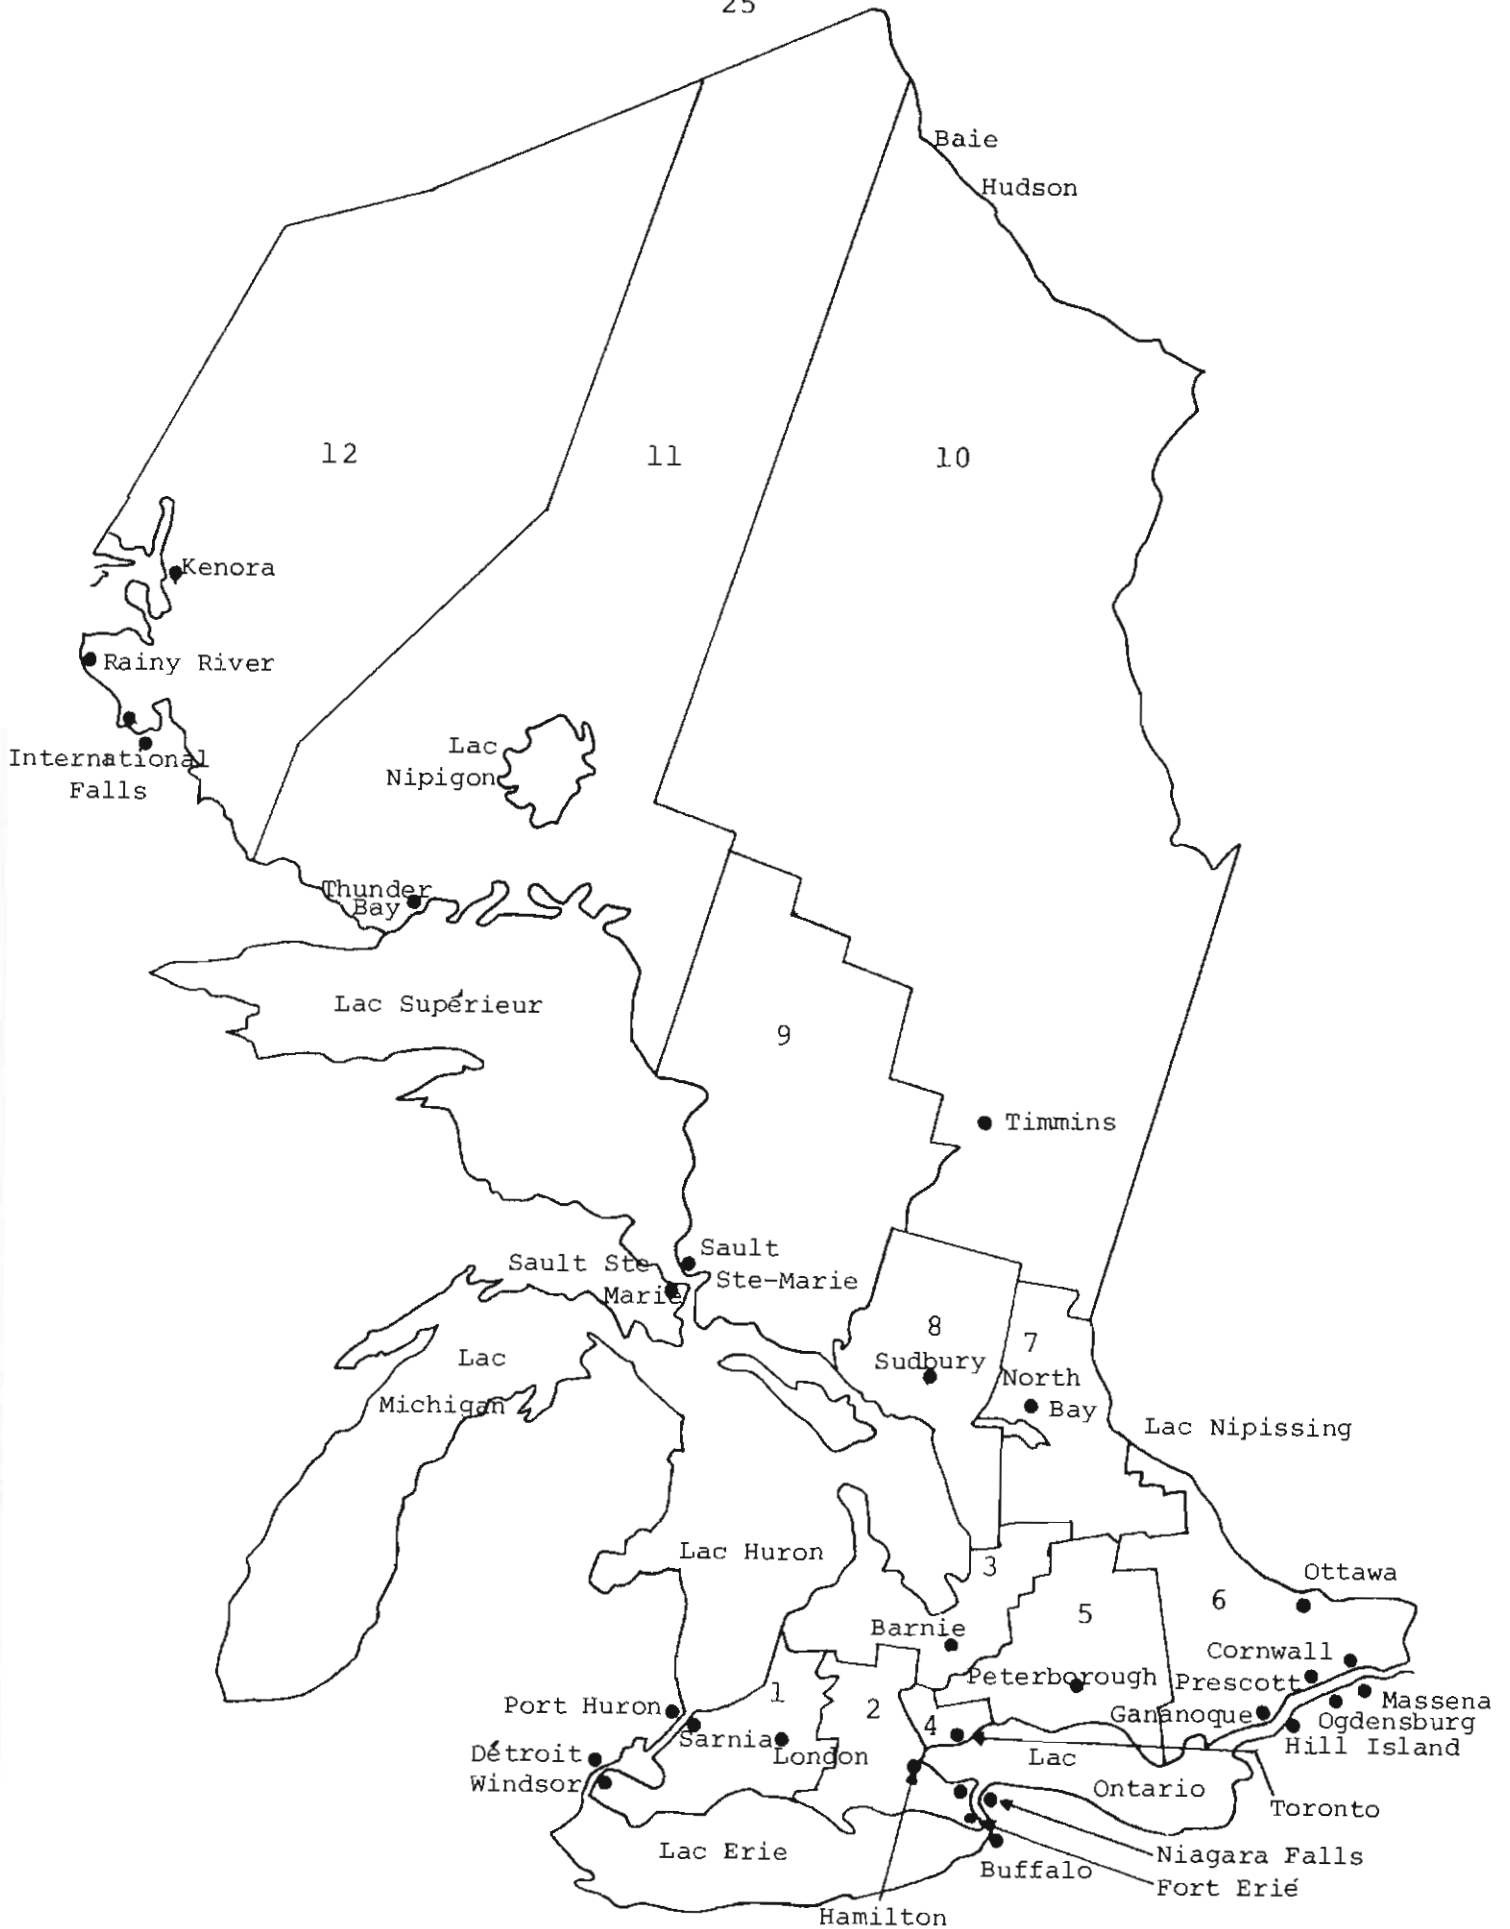 25
Baie
Hudson
12
11
10
Kenora
Rainy River
International
Falls
Lac
Nipigon
Thunder
Bay
Lac Supérieur
9
Timmins
Sault Ste
Marie
Sault
Ste-Marie
8
Sudbury
7
North
Bay
Lac
Michigan
Lac Nipissing
Lac Huron
3
Ottawa
5
6
Barnie
Cornwall
Peterborough
Prescott
1
2
4
Port Huron
Sarnia
London
Gananoque
Massena
Ogdensburg
Hill Island
Détroit
Windsor
Lac
Ontario
Toronto
Lac Erie
Niagara Falls
Buffalo
Fort Erié
Hamilton